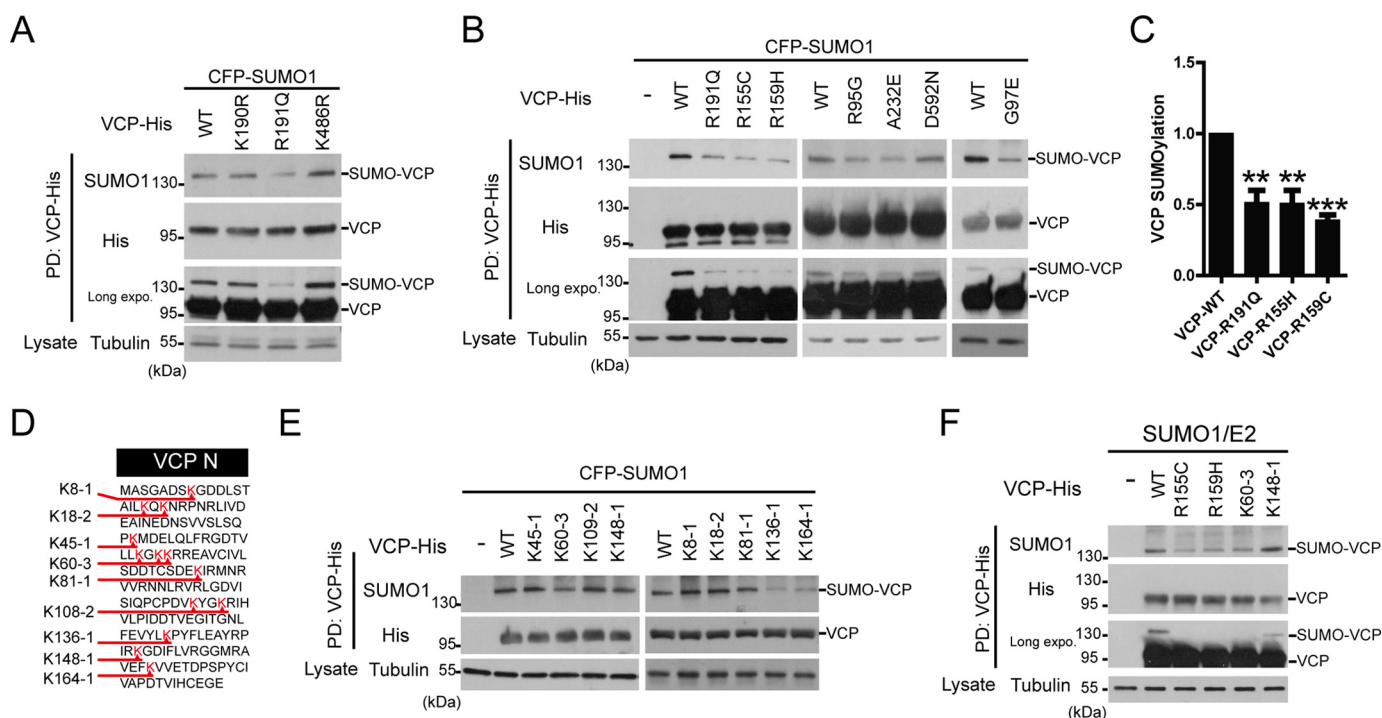 A
CFP-SUMO1
VCP-His
WT
K190R
R191Q
K486R
PD: VCP-His
SUMO1
130
SUMO-VCP
His
95
VCP
Long expo.
130
SUMO-VCP
95
VCP
Lysate
Tubulin
55
(kDa)
B
CFP-SUMO1
VCP-His
-
WT
R191Q
R155C
R159H
WT
R95G
A232E
D592N
WT
G97E
PD: VCP-His
SUMO1
130
SUMO-VCP
130
His
VCP
95
130
SUMO-VCP
Long expo.
VCP
95
Lysate
Tubulin
55
(kDa)
C
VCP SUMOylation
1.5
1.0
0.5
0.0
**
**
***
VCP-WT
VCP-R191Q
VCP-R155H
VCP-R159C
D
VCP N
K8-1
MASGADSKGDDLST
AILKQKNRPNRLIVD
K18-2
EAINEDNSVVSLSQ
K45-1
PKMDELQLFRGDTV
LLKGKKRREAVCIVL
K60-3
SDDTCSDEKIRMNR
K81-1
VVRNNLRVRLGDVI
SIQPCPDVKYGKRIH
K108-2
VLPIDDTVEGITGNL
K136-1
FEVYLKPYFLEAYRP
K148-1
IRKGDIFLVRGGMRA
VEFKVVETDPSPYCI
K164-1
VAPDTVIHCEGE
E
CFP-SUMO1
VCP-His
-
WT
K45-1
K60-3
K109-2
K148-1
WT
K8-1
K18-2
K81-1
K136-1
K164-1
PD: VCP-His
SUMO1
130
SUMO-VCP
His
95
VCP
Lysate
Tubulin
55
(kDa)
F
SUMO1/E2
VCP-His
-
WT
R155C
R159H
K60-3
K148-1
PD: VCP-His
SUMO1
130
SUMO-VCP
130
His
95
VCP
130
SUMO-VCP
Long expo.
95
VCP
Lysate
Tubulin
55
(kDa)